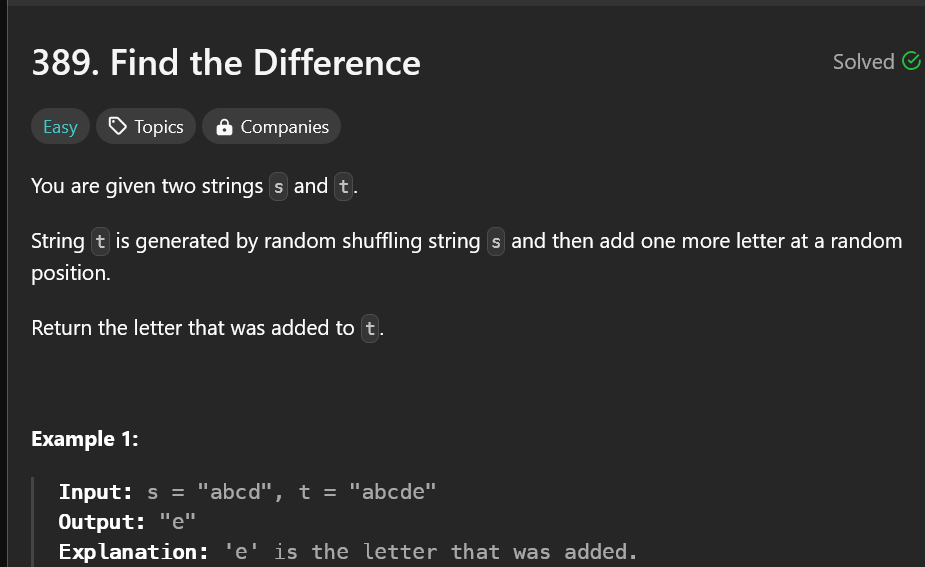 389. Find the Difference
Solved
Easy
Topics
Companies
You are given two strings s and t.
String t is generated by random shuffling string s and then add one more letter at a random
position.
Return the letter that was added to t.
Example 1:
Input: s = "abcd", t = "abcde"
Output: "e"
Explanation: 'e' is the letter that was added.